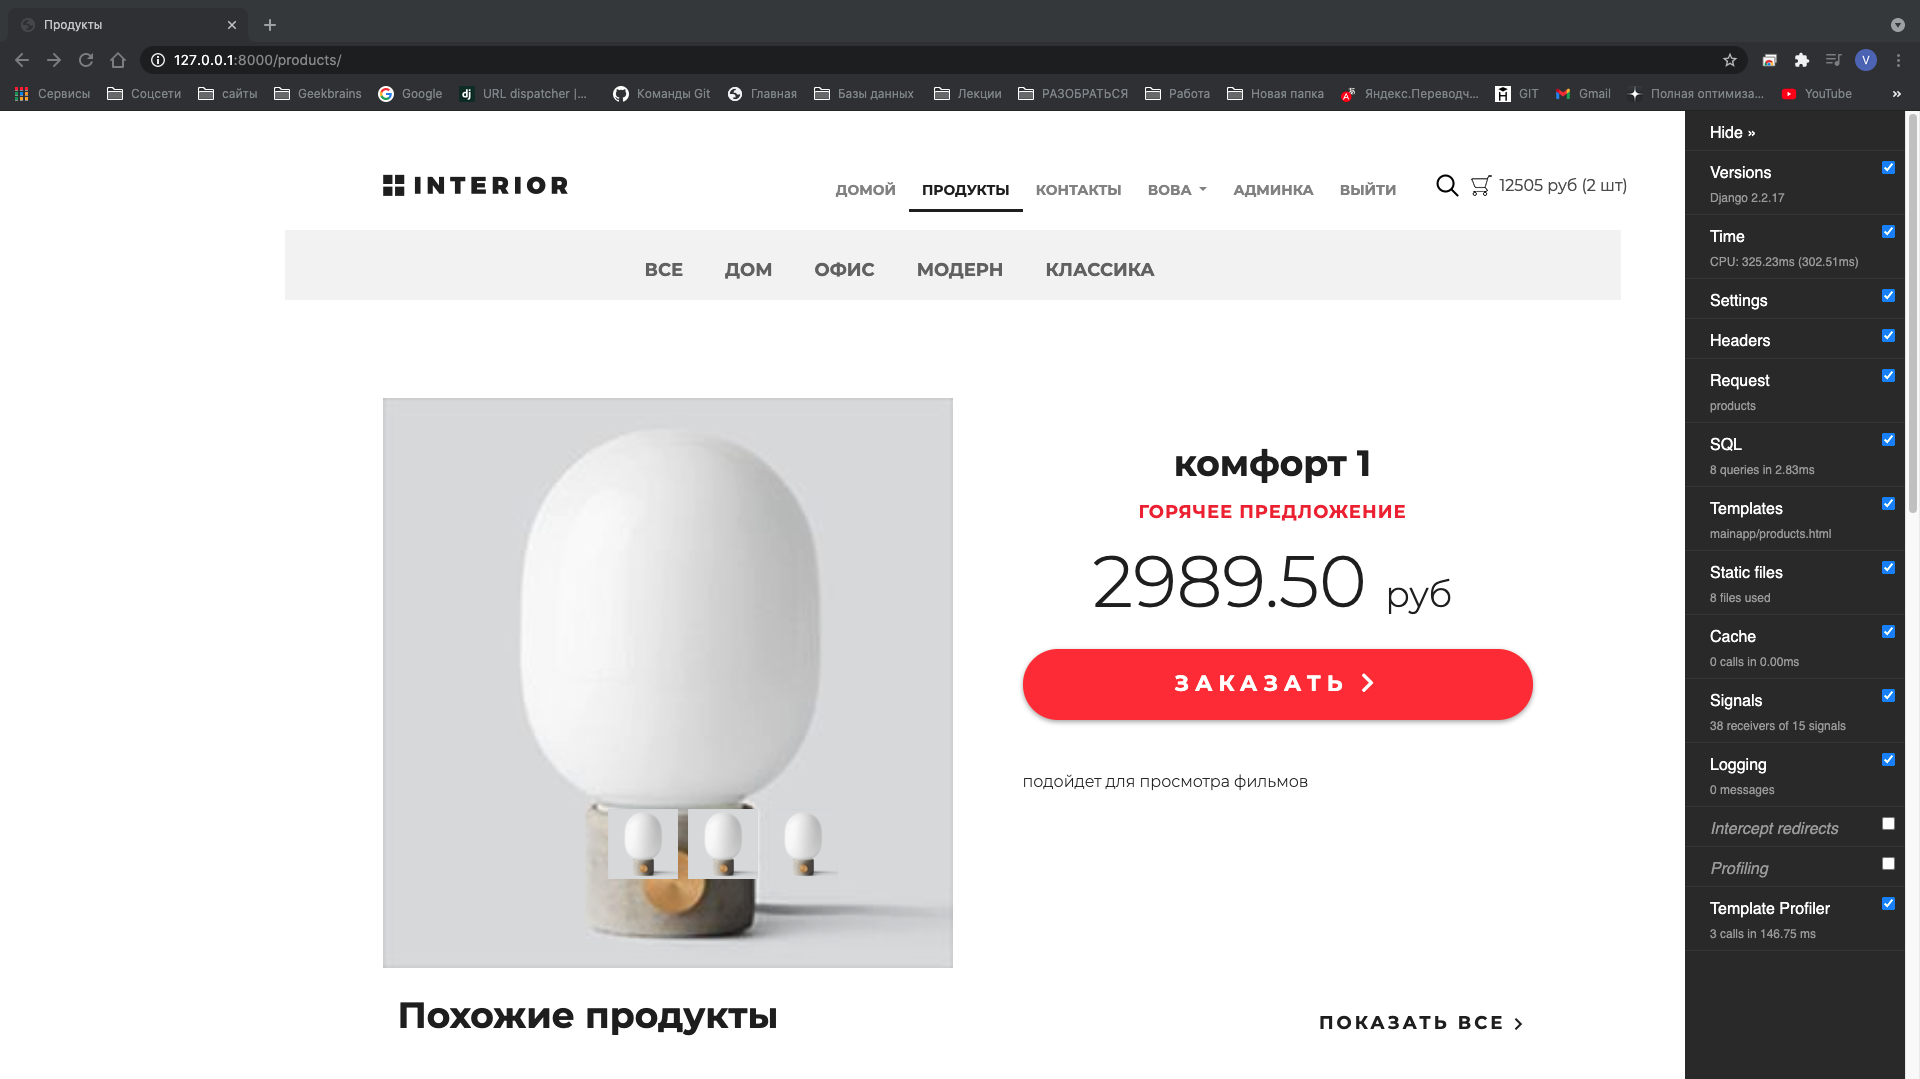 Продукты
127.0.0.1:8000/products/
V
Сервисы Соцсети сайты Geekbrains Google dj URL dispatcher |... Команды Git Главная Базы данных Лекции РАЗОБРАТЬСЯ Работа Новая папка Яндекс.Переводч... GIT Gmail Полная оптимиза... YouTube »
INTERIOR
ДОМОЙ ПРОДУКТЫ КОНТАКТЫ ВОВА АДМИНКА ВЫЙТИ 12505 руб (2 шт)
ВСЕ ДОМ ОФИС МОДЕРН КЛАССИКА
комфорт 1
ГОРЯЧЕЕ ПРЕДЛОЖЕНИЕ
2989.50 руб
ЗАКАЗАТЬ
подойдет для просмотра фильмов
Похожие продукты
ПОКАЗАТЬ ВСЕ
Hide »
Versions
Django 2.2.17
Time
CPU: 325.23ms (302.51ms)
Settings
Headers
Request
products
SQL
8 queries in 2.83ms
Templates
mainapp/products.html
Static files
8 files used
Cache
0 calls in 0.00ms
Signals
38 receivers of 15 signals
Logging
0 messages
Intercept redirects
Profiling
Template Profiler
3 calls in 146.75 ms